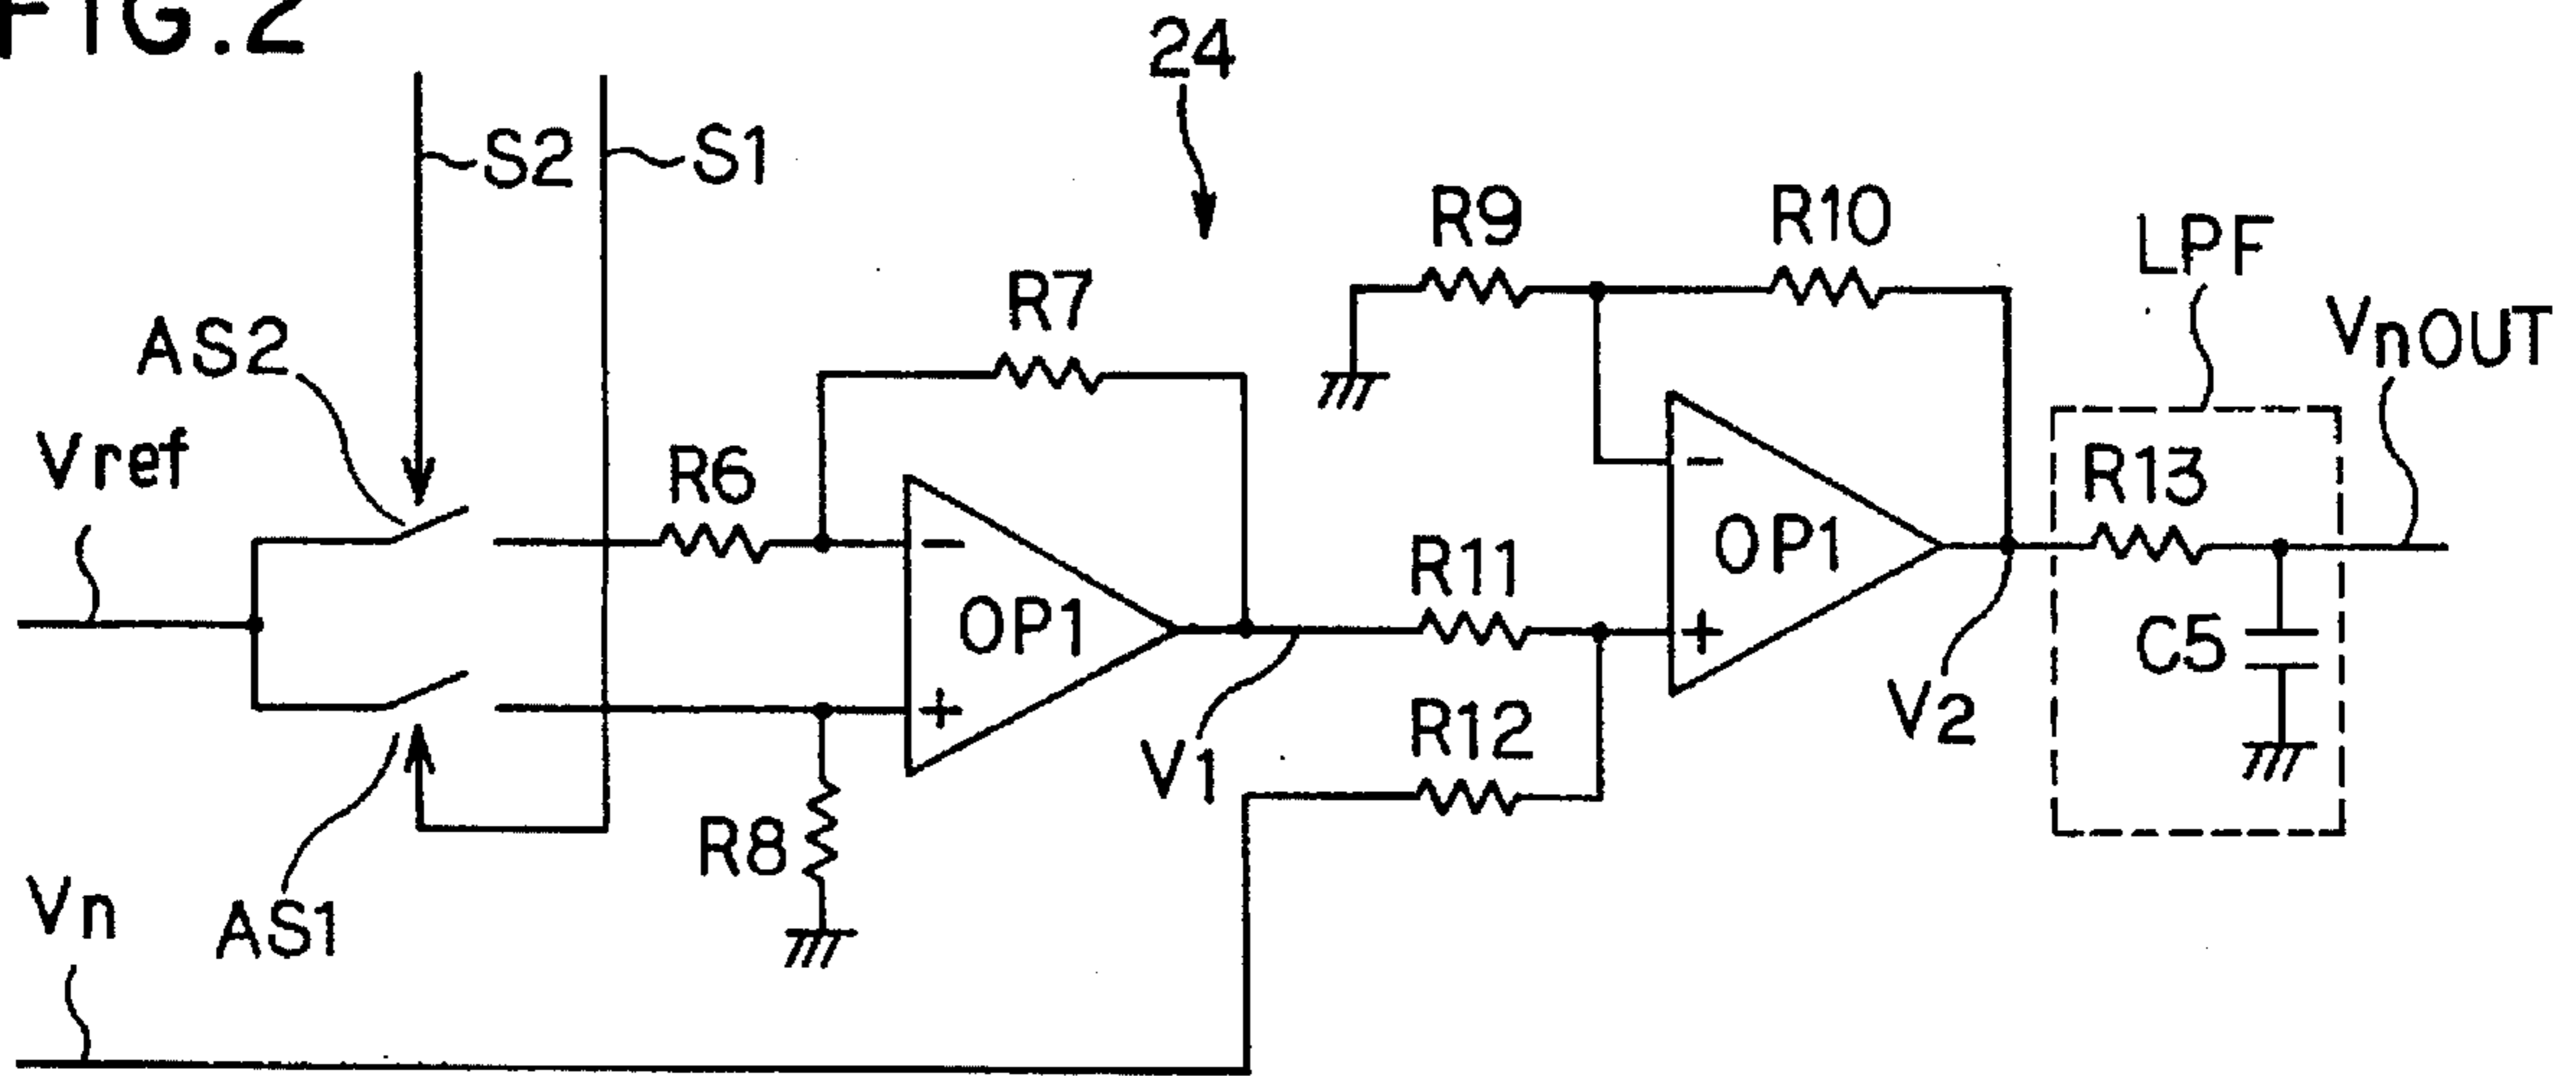 FIG.2
24
S2
S1
R9
R10
LPF
R7
VnOUT
AS2
Vref
R6
R13
OP1
R11
OP1
C5
R12
V2
V1
R8
Vn
AS1